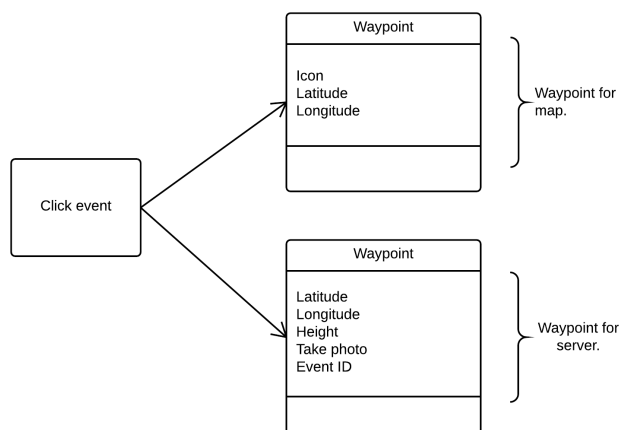 Waypoint
Icon
Latitude
Longitude
Waypoint for
map.
Click event
Waypoint
Latitude
Longitude
Height
Take photo
Event ID
Waypoint for
server.